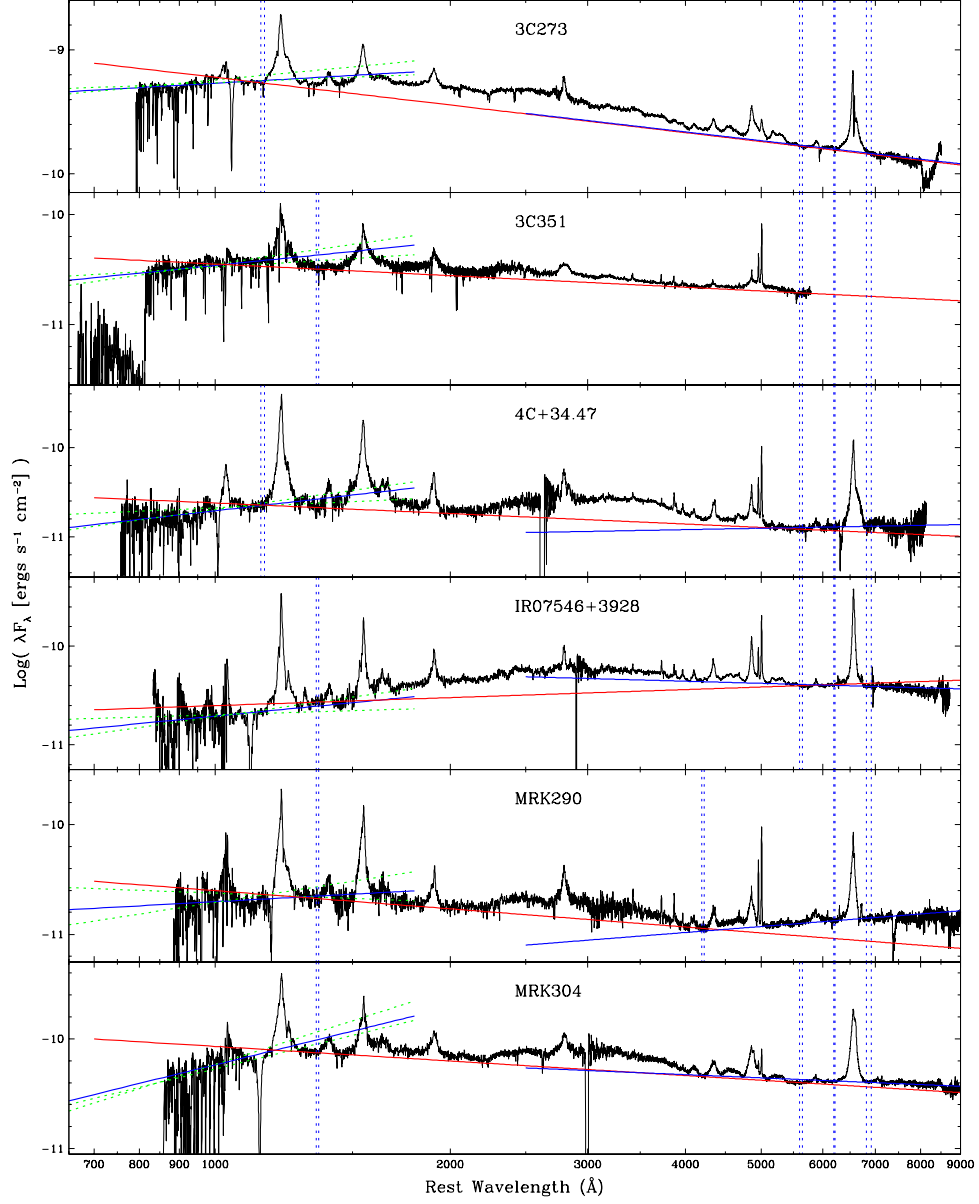 3C273
-9
-10
3C351
-10
-11
4C+34.47
-10
-11
Log( λF_λ [ergs s⁻¹ cm⁻²] )
IR07546+3928
-10
-11
MRK290
-10
-11
MRK304
-10
-11
700 800 900 1000 2000 3000 4000 5000 6000 7000 8000 9000
Rest Wavelength (Å)